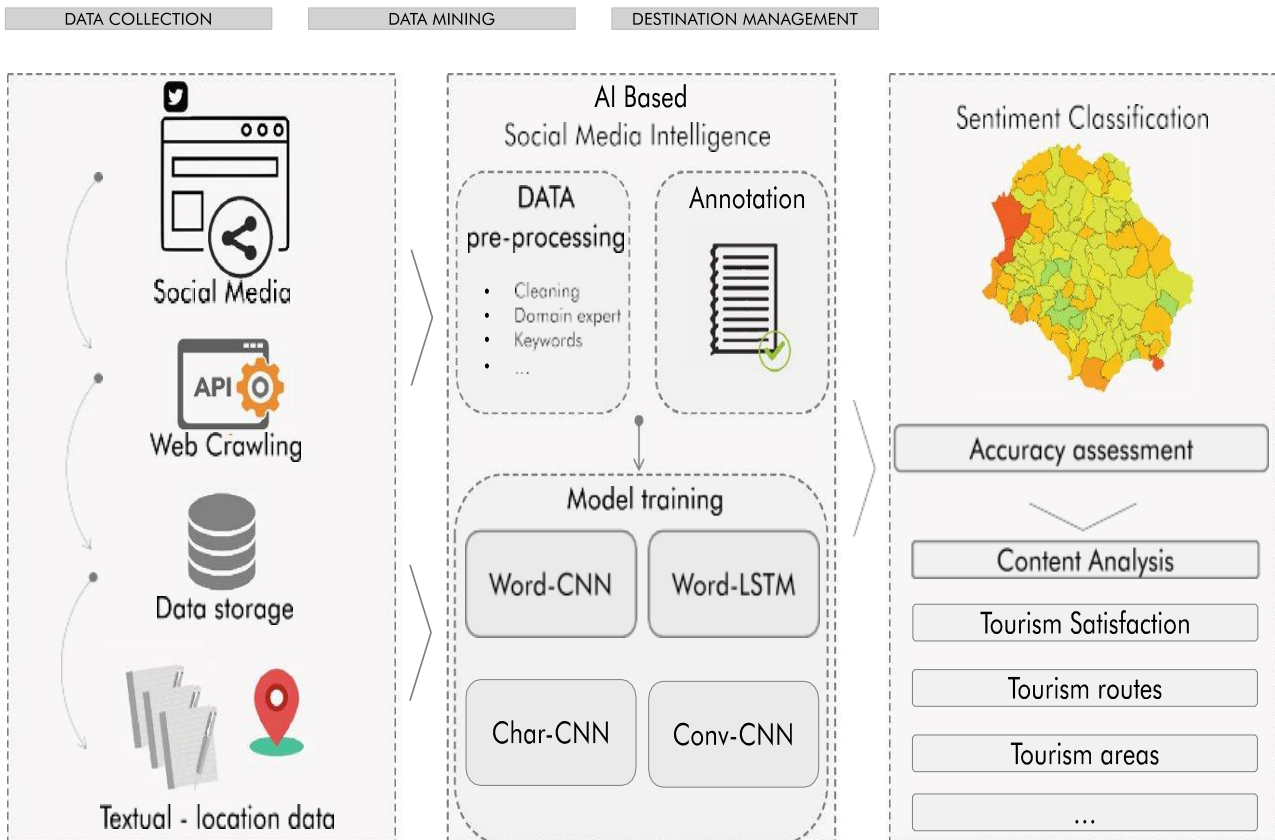 DATA COLLECTION
DATA MINING
DESTINATION MANAGEMENT
Social Media
API
Web Crawling
Data storage
Textual - location data
AI Based
Social Media Intelligence
DATA
pre-processing
• Cleaning
• Domain expert
• Keywords
• ...
Annotation
Model training
Word-CNN
Word-LSTM
Char-CNN
Conv-CNN
Sentiment Classification
Accuracy assessment
Content Analysis
Tourism Satisfaction
Tourism routes
Tourism areas
...